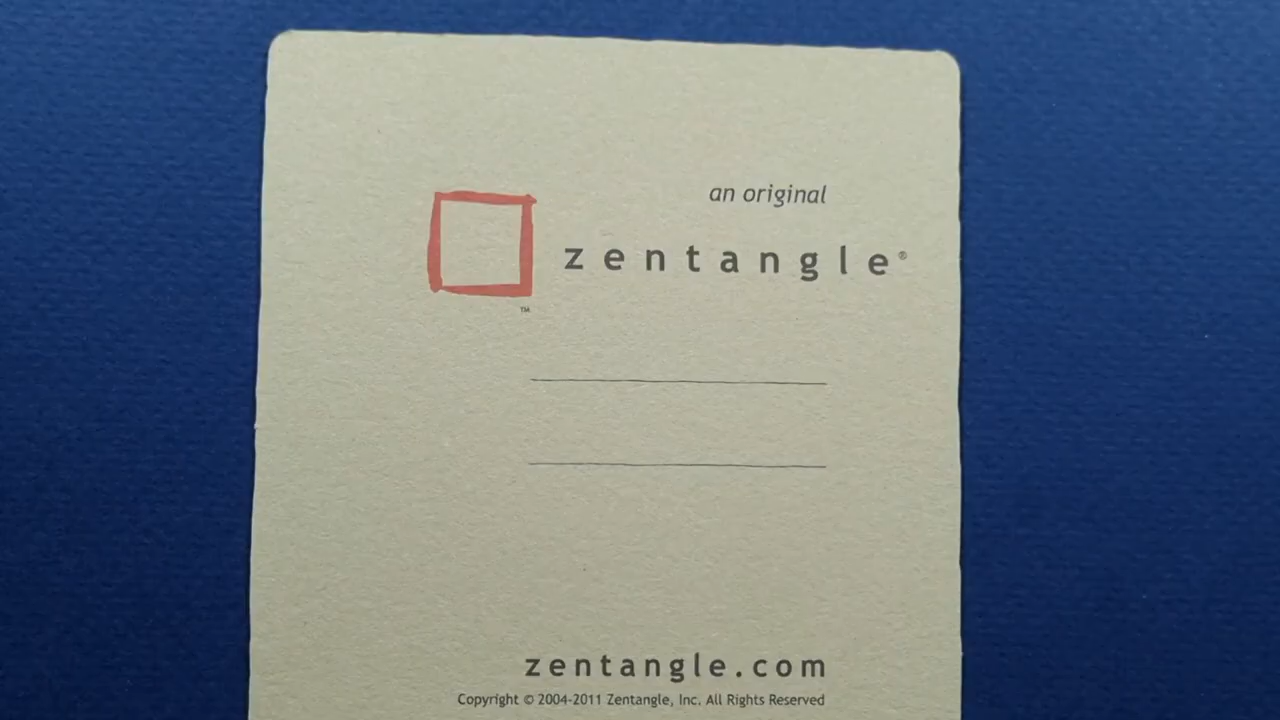 an original
zentangle®
™
zentangle.com
Copyright © 2004-2011 Zentangle, Inc. All Rights Reserved